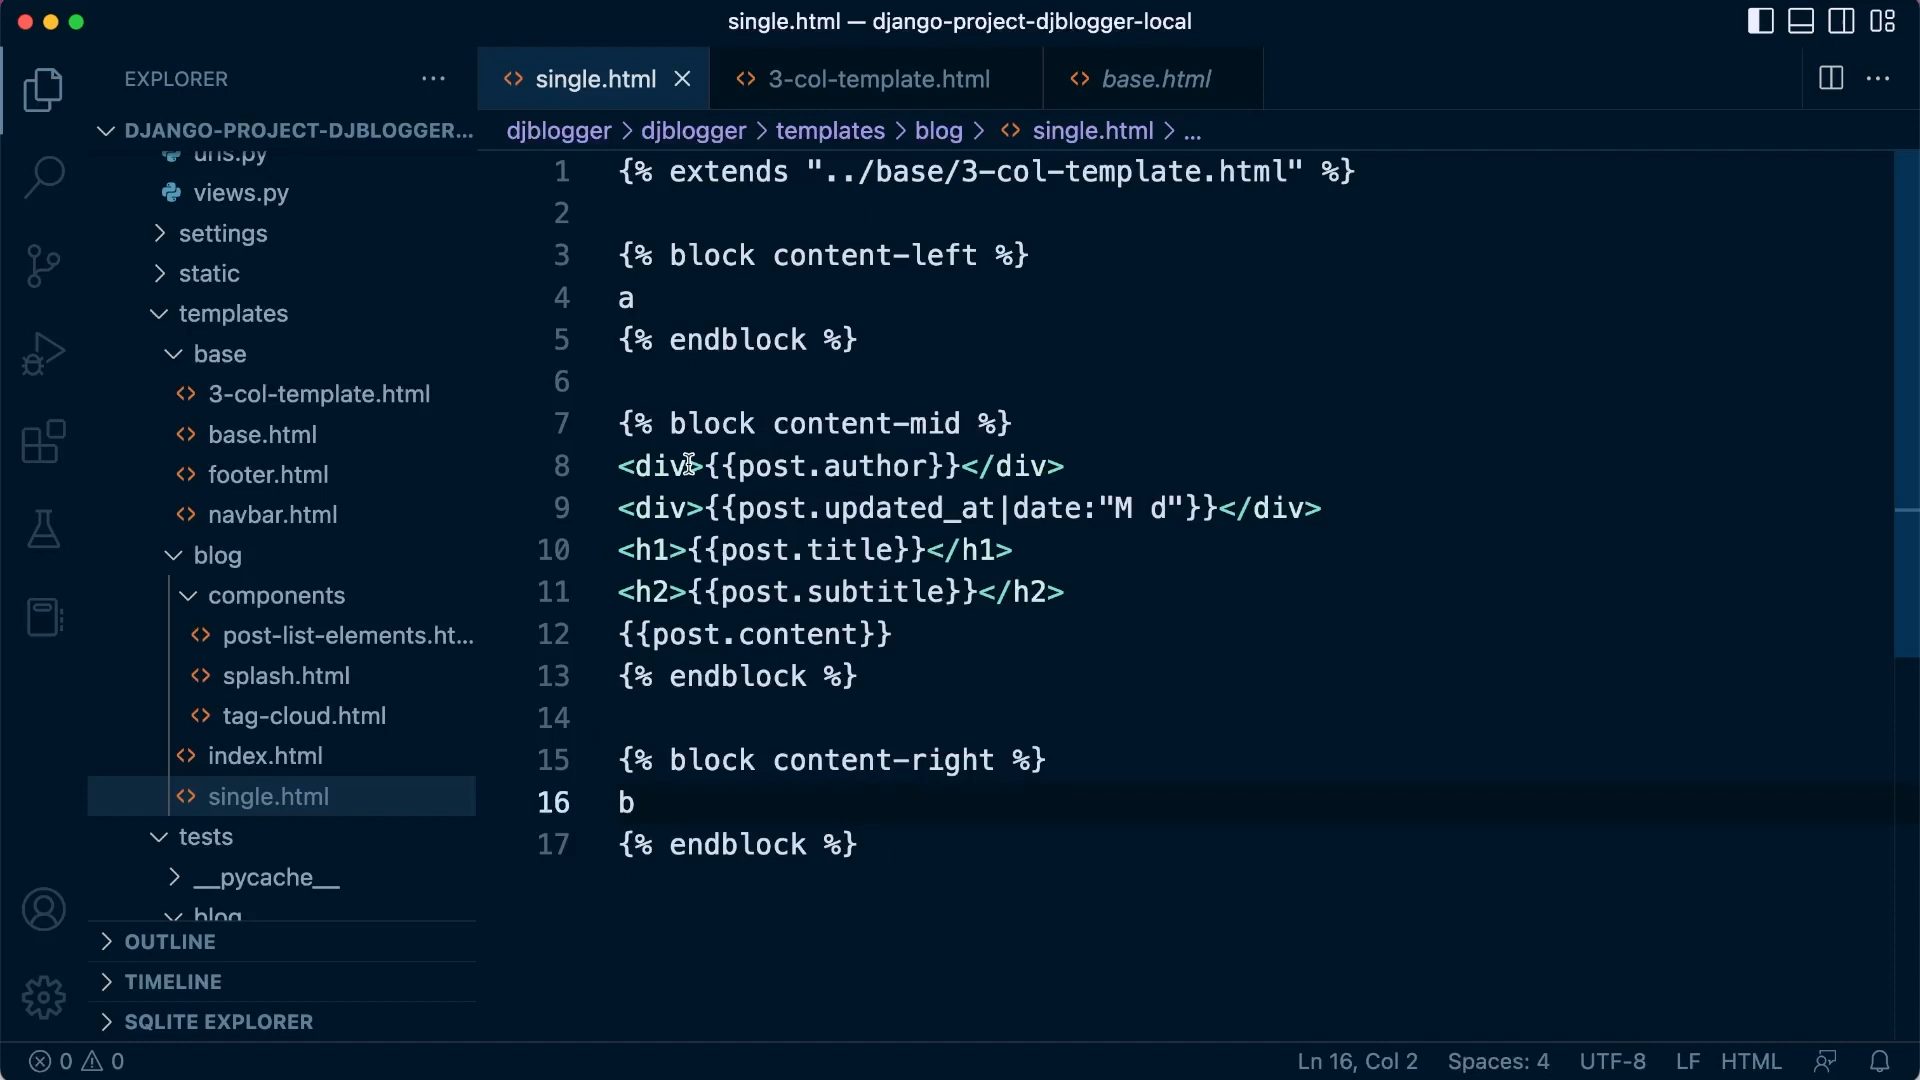 single.html — django-project-djblogger-local
EXPLORER
single.html
3-col-template.html
base.html
DJANGO-PROJECT-DJBLOGGER...
djblogger > djblogger > templates > blog > single.html > ...
urls.py
views.py
settings
static
templates
base
3-col-template.html
base.html
footer.html
navbar.html
blog
components
post-list-elements.ht...
splash.html
tag-cloud.html
index.html
single.html
tests
__pycache__
blog
OUTLINE
TIMELINE
SQLITE EXPLORER
1 {% extends "../base/3-col-template.html" %}
2
3 {% block content-left %}
4 a
5 {% endblock %}
6
7 {% block content-mid %}
8 <div>{{post.author}}</div>
9 <div>{{post.updated_at|date:"M d"}}</div>
10 <h1>{{post.title}}</h1>
11 <h2>{{post.subtitle}}</h2>
12 {{post.content}}
13 {% endblock %}
14
15 {% block content-right %}
16 b
17 {% endblock %}
0 0
Ln 16, Col 2 Spaces: 4 UTF-8 LF HTML